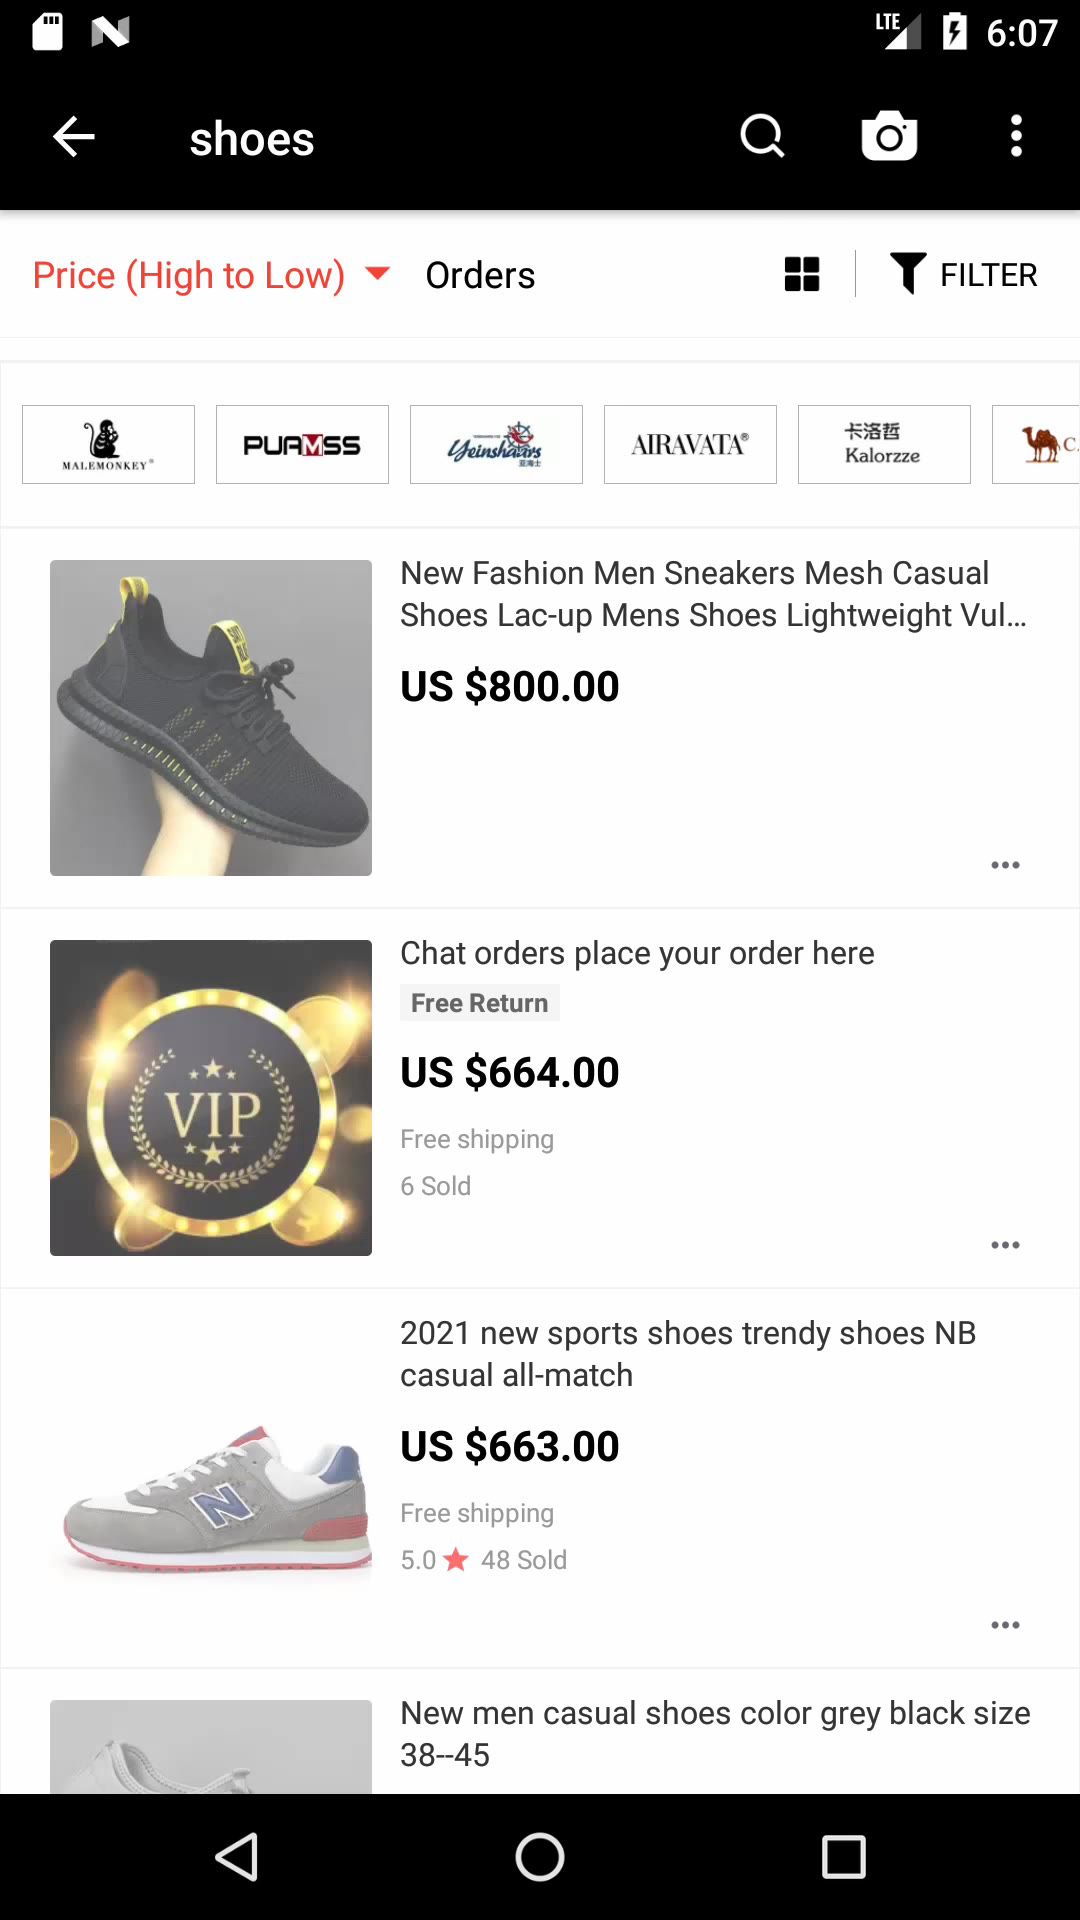 LTE 6:07
shoes
Price (High to Low) Orders FILTER
MALEMONKEY®
PUAMSS
Yeinshaars
亚海士
AIRAVATA®
卡洛哲
Kalorzze
C
New Fashion Men Sneakers Mesh Casual
Shoes Lac-up Mens Shoes Lightweight Vul...
US $800.00
Chat orders place your order here
Free Return
US $664.00
VIP
Free shipping
6 Sold
2021 new sports shoes trendy shoes NB
casual all-match
US $663.00
N
Free shipping
5.0 48 Sold
New men casual shoes color grey black size
38--45